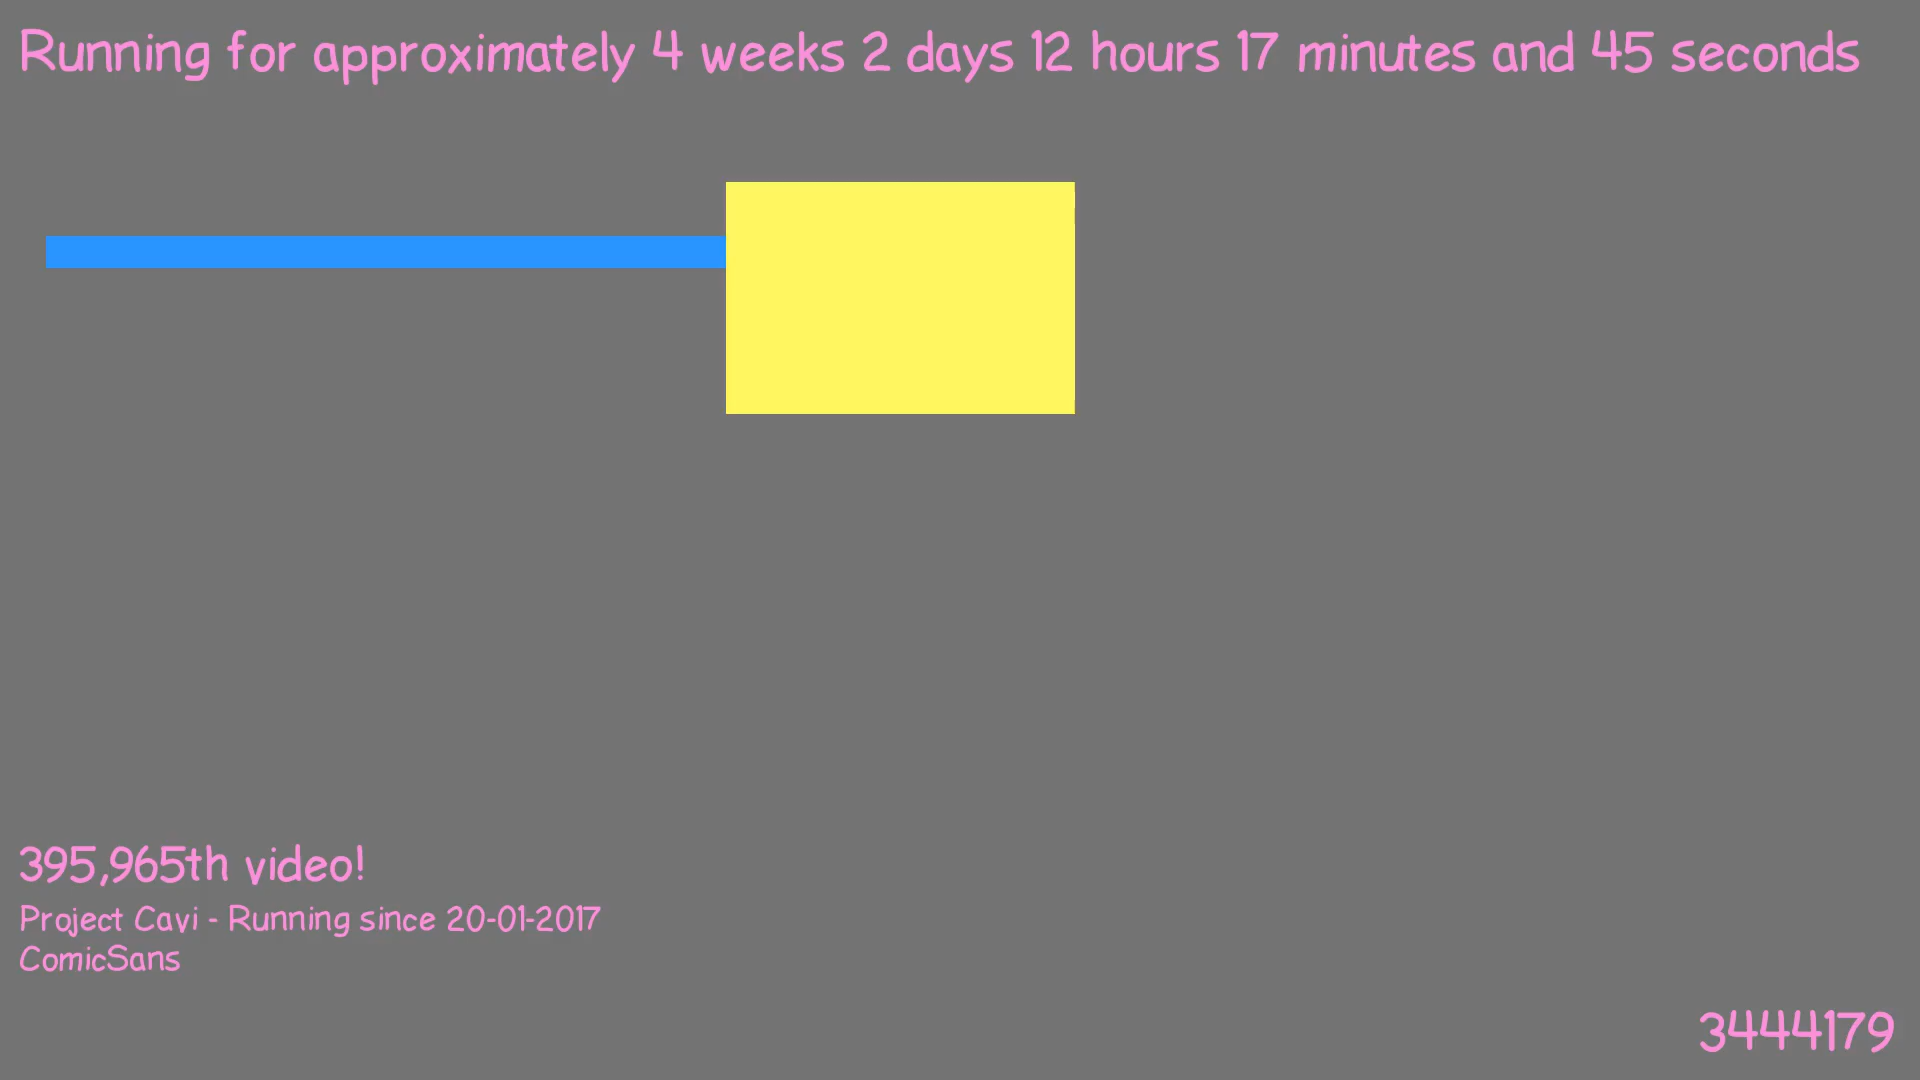 Running for approximately 4 weeks 2 days 12 hours 17 minutes and 45 seconds
395,965th video!
Project Cavi - Running since 20-01-2017
ComicSans
3444179